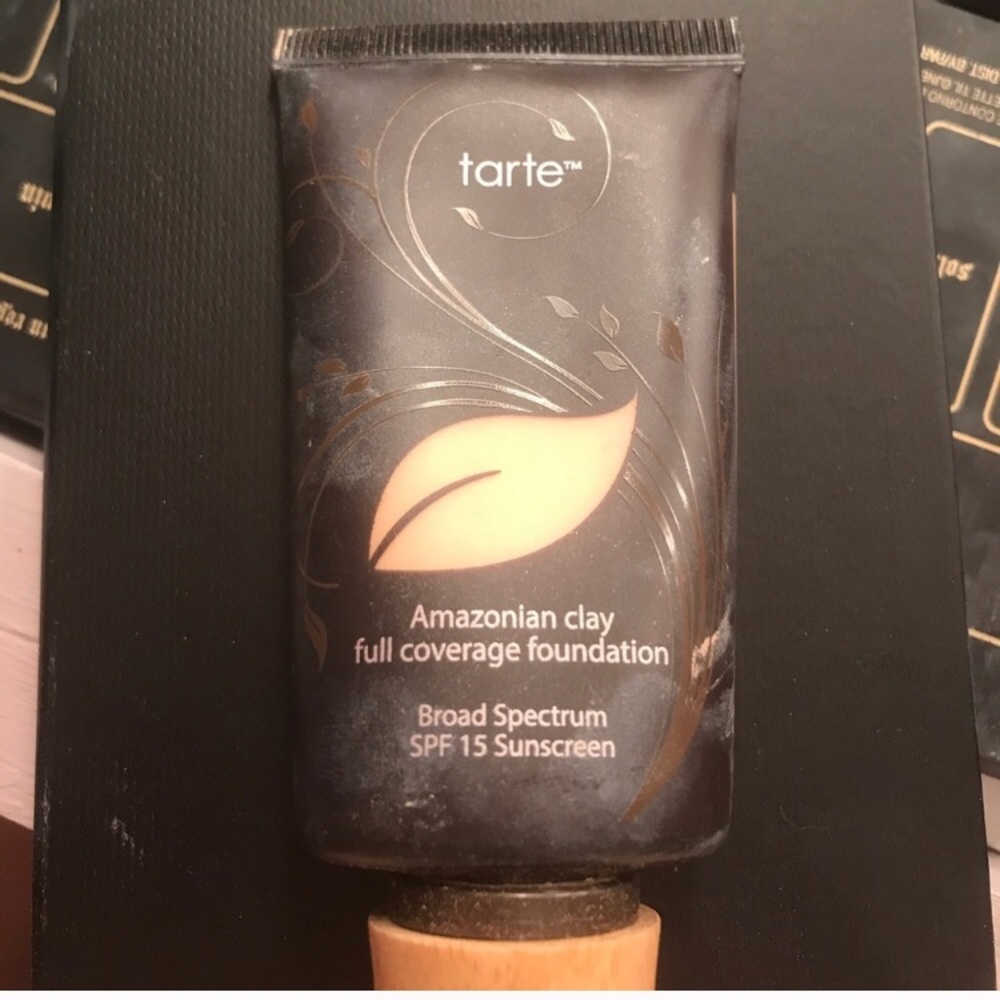 tarte™
Amazonian clay
full coverage foundation
Broad Spectrum
SPF 15 Sunscreen